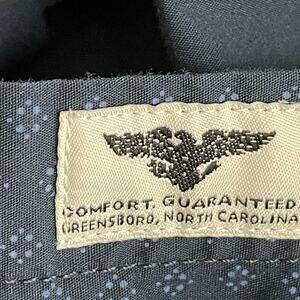 COMFORT. GUARANTEED.
GREENSBORO, NORTH CAROLINA